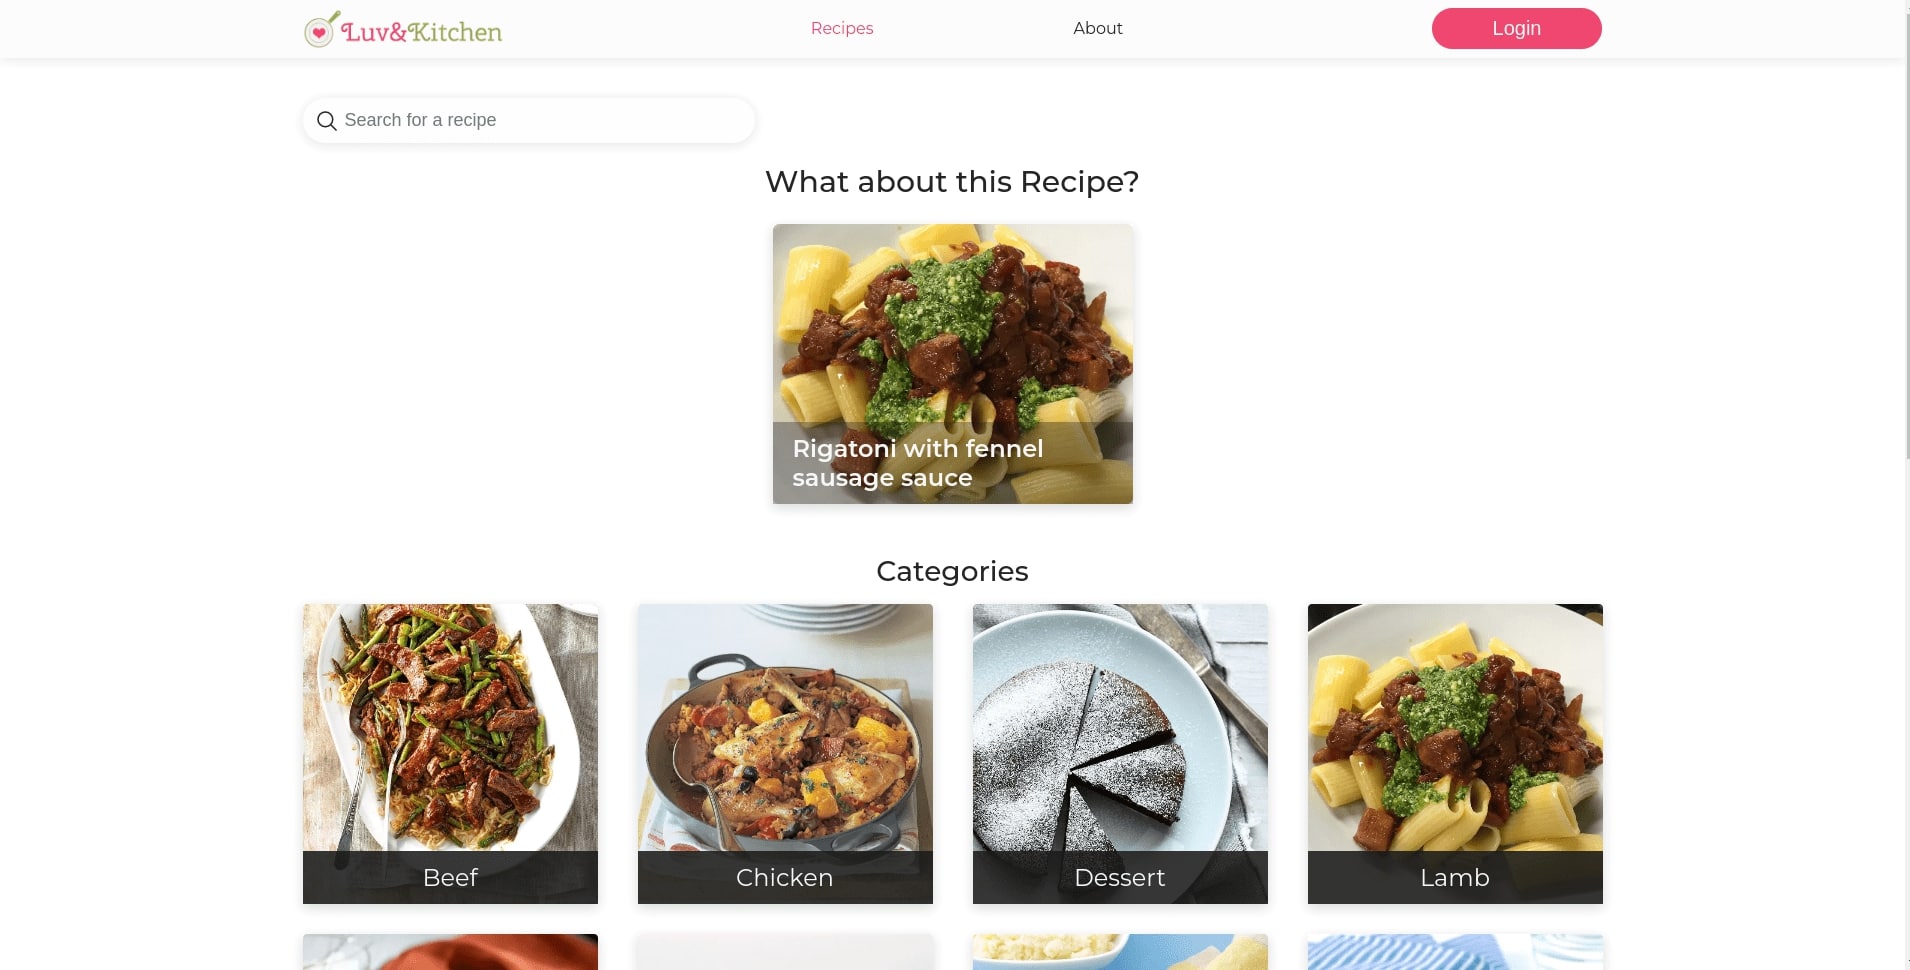 Luv&Kitchen
Recipes
About
Login
Search for a recipe
What about this Recipe?
Rigatoni with fennel
sausage sauce
Categories
Beef
Chicken
Dessert
Lamb